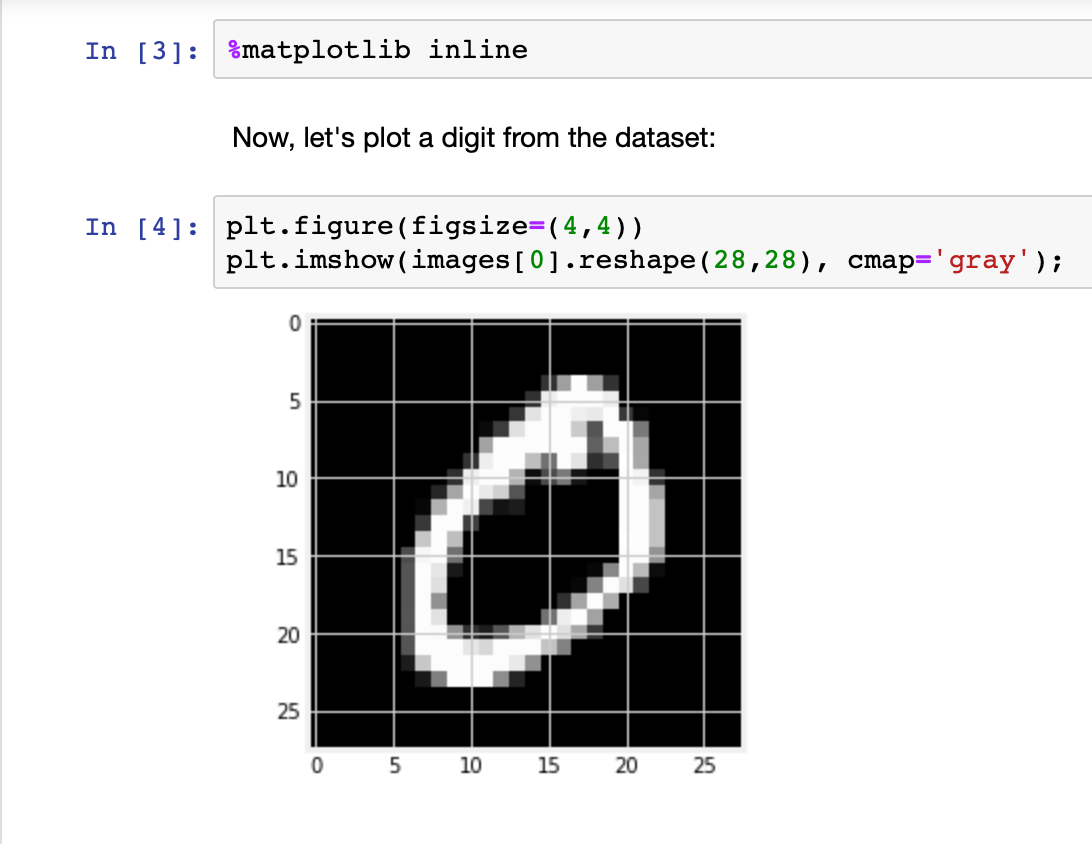 In [3]: %matplotlib inline
Now, let's plot a digit from the dataset:
In [4]: plt.figure(figsize=(4,4))
plt.imshow(images[0].reshape(28,28), cmap='gray');
0
5
10
15
20
25
0 5 10 15 20 25